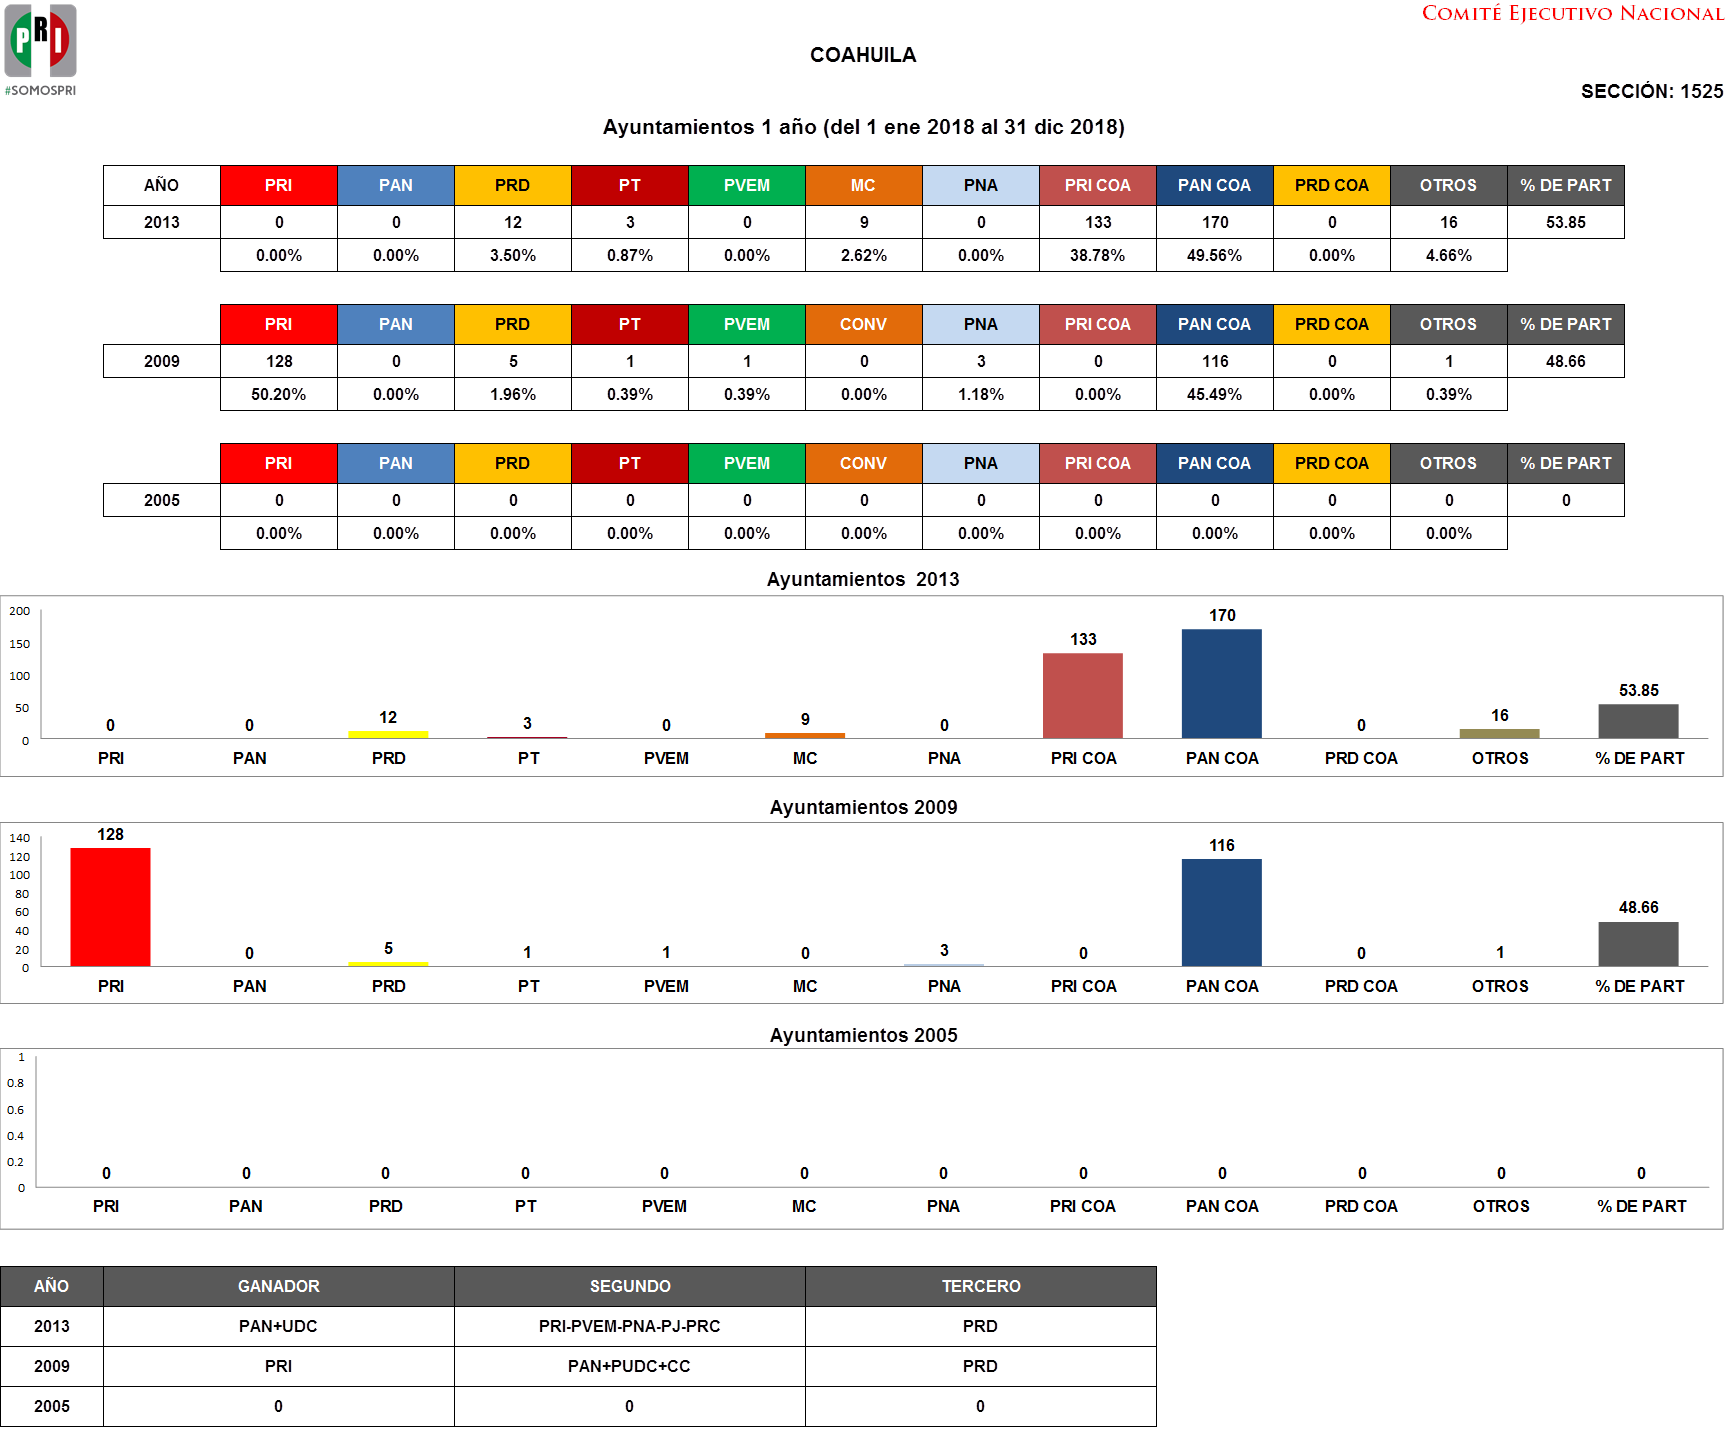 COMITÉ EJECUTIVO NACIONAL
PRI
#SOMOSPRI
COAHUILA
SECCIÓN: 1525
Ayuntamientos 1 año (del 1 ene 2018 al 31 dic 2018)
AÑO PRI PAN PRD PT PVEM MC PNA PRI COA PAN COA PRD COA OTROS % DE PART
2013 0 0 12 3 0 9 0 133 170 0 16 53.85
0.00% 0.00% 3.50% 0.87% 0.00% 2.62% 0.00% 38.78% 49.56% 0.00% 4.66%
PRI PAN PRD PT PVEM CONV PNA PRI COA PAN COA PRD COA OTROS % DE PART
2009 128 0 5 1 1 0 3 0 116 0 1 48.66
50.20% 0.00% 1.96% 0.39% 0.39% 0.00% 1.18% 0.00% 45.49% 0.00% 0.39%
PRI PAN PRD PT PVEM CONV PNA PRI COA PAN COA PRD COA OTROS % DE PART
2005 0 0 0 0 0 0 0 0 0 0 0 0
0.00% 0.00% 0.00% 0.00% 0.00% 0.00% 0.00% 0.00% 0.00% 0.00% 0.00%
Ayuntamientos 2013
200
150
100
50
0
0 0 12 3 0 9 0 133 170 0 16 53.85
PRI PAN PRD PT PVEM MC PNA PRI COA PAN COA PRD COA OTROS % DE PART
Ayuntamientos 2009
140
120
100
80
60
40
20
0
128 0 5 1 1 0 3 0 116 0 1 48.66
PRI PAN PRD PT PVEM MC PNA PRI COA PAN COA PRD COA OTROS % DE PART
Ayuntamientos 2005
1
0.8
0.6
0.4
0.2
0
0 0 0 0 0 0 0 0 0 0 0 0
PRI PAN PRD PT PVEM MC PNA PRI COA PAN COA PRD COA OTROS % DE PART
AÑO GANADOR SEGUNDO TERCERO
2013 PAN+UDC PRI-PVEM-PNA-PJ-PRC PRD
2009 PRI PAN+PUDC+CC PRD
2005 0 0 0